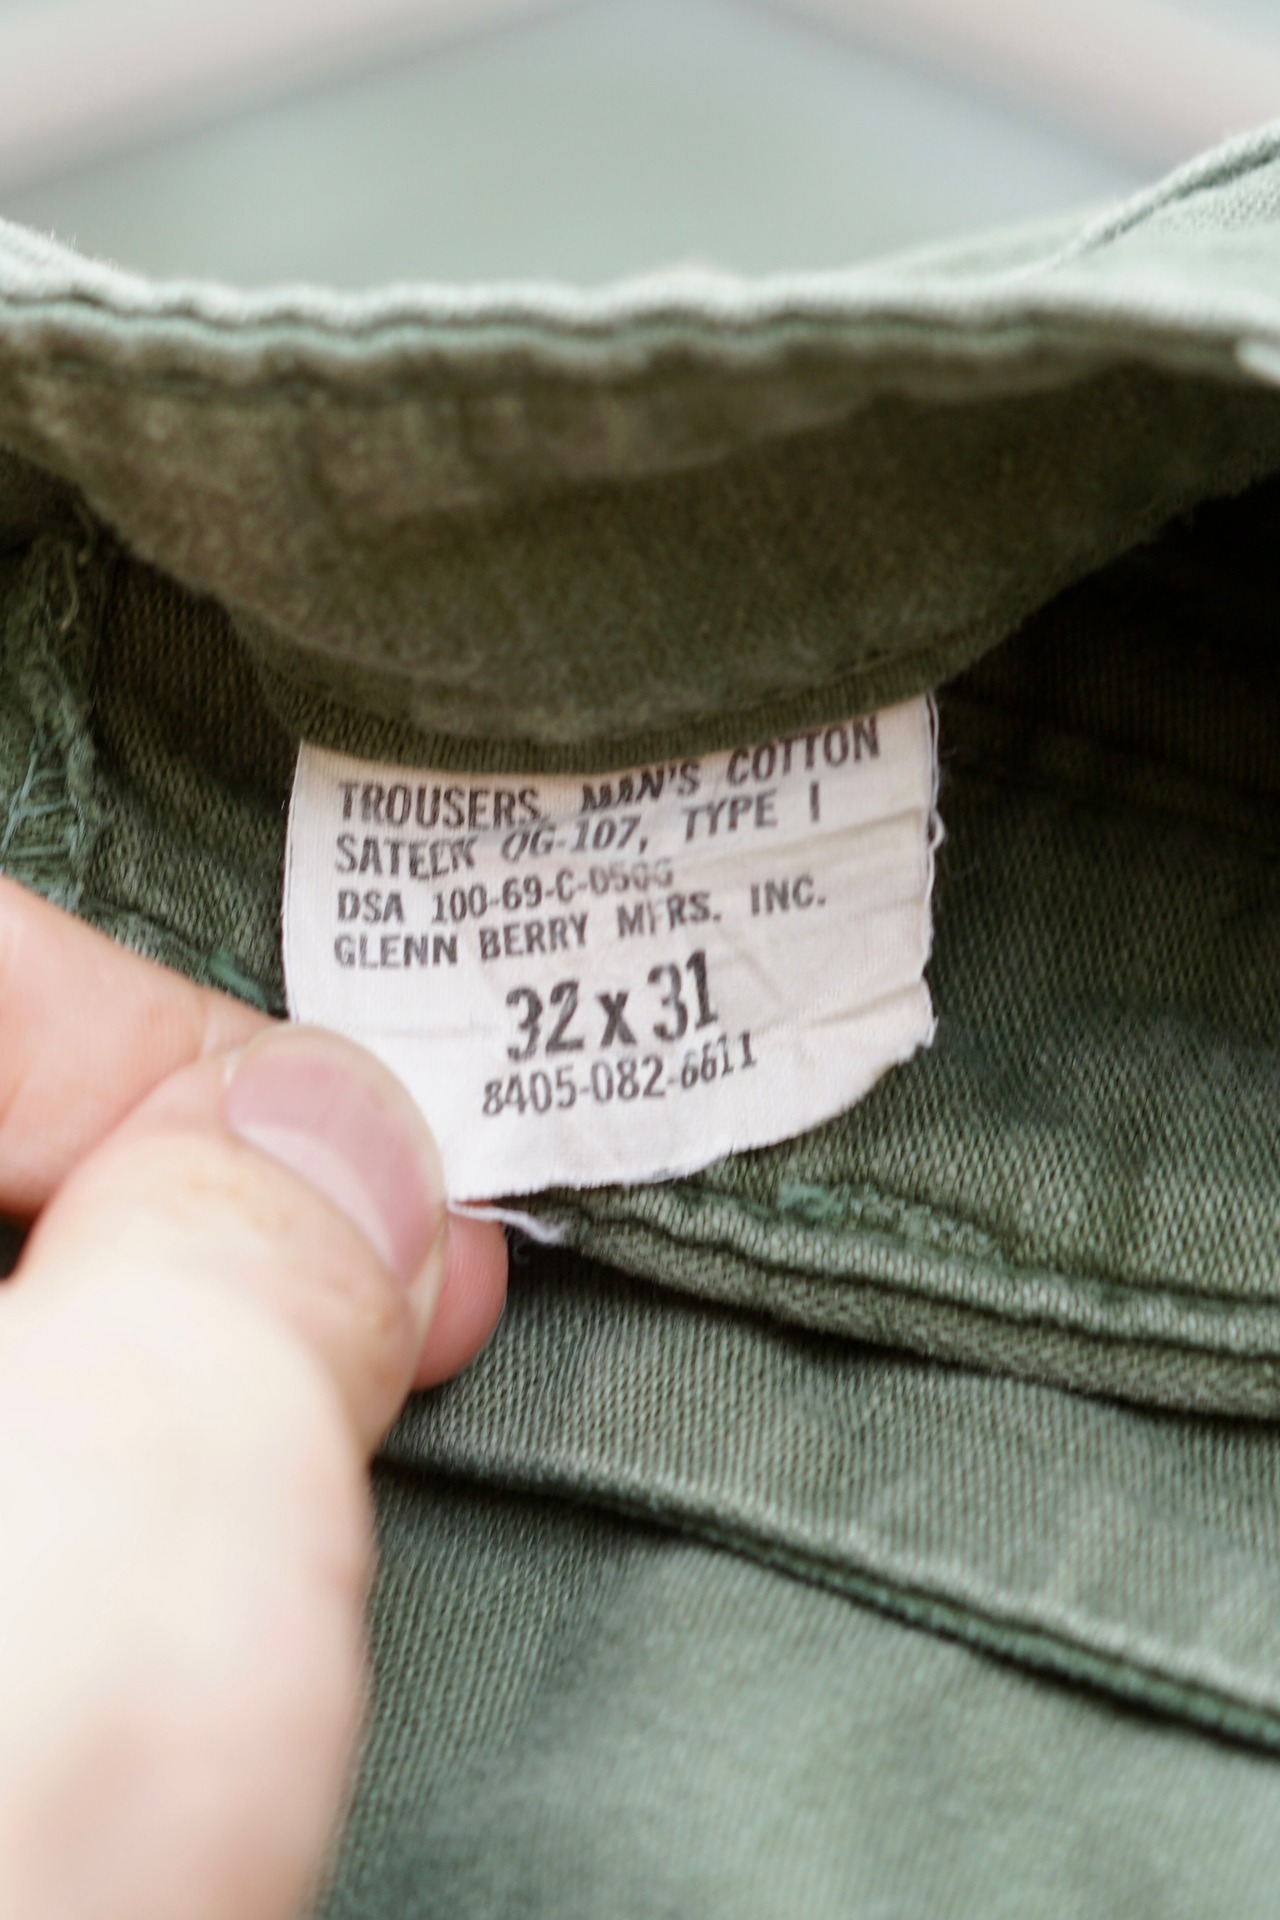 TROUSERS, MAN'S COTTON
SATEEN OG-107, TYPE I
DSA 100-69-C-0506
GLENN BERRY MFRS. INC.
32 x 31
8405-082-6611